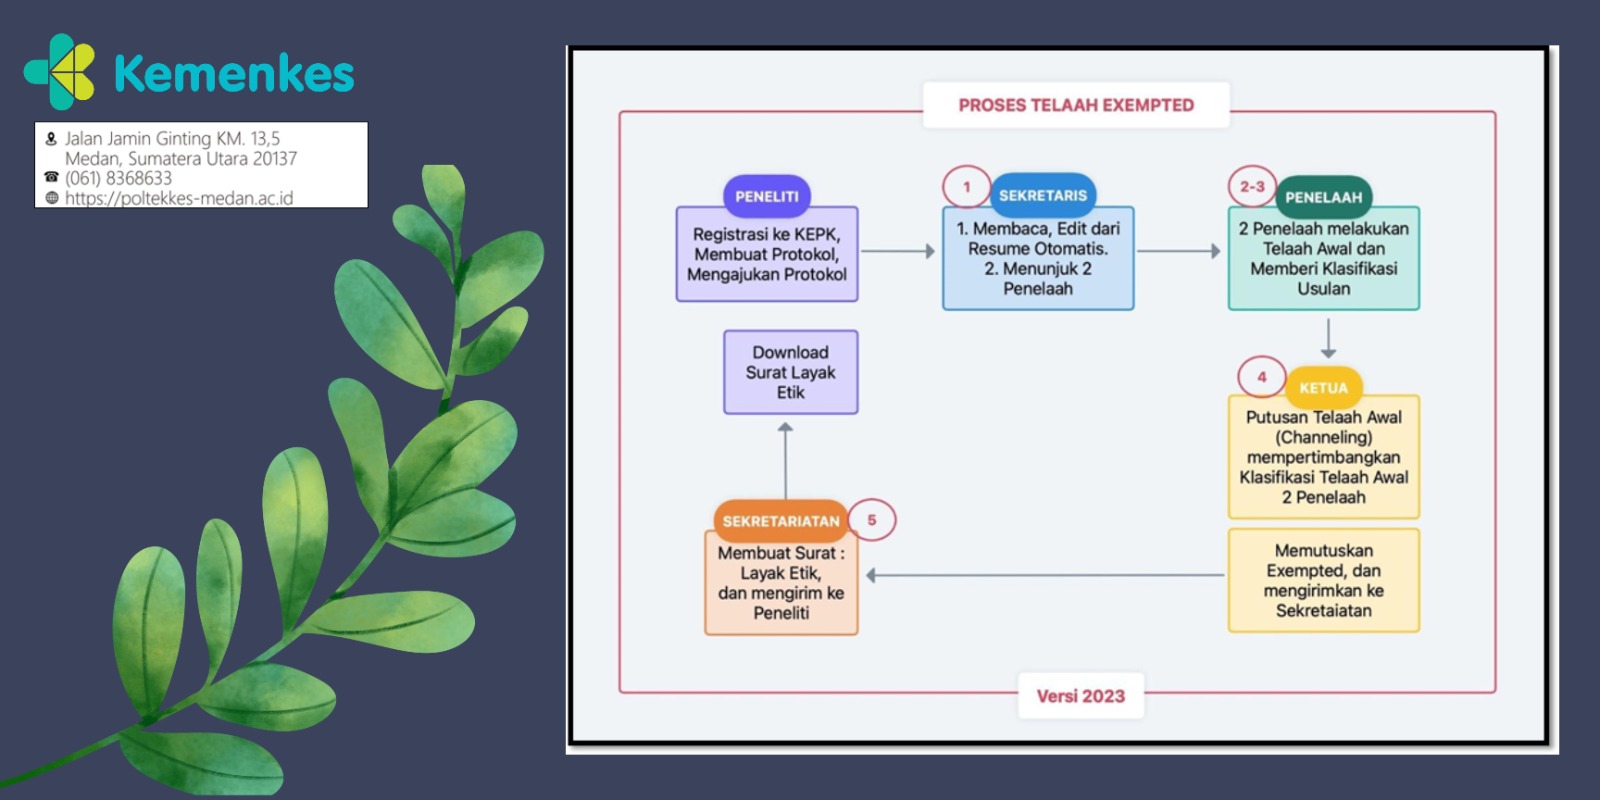 Kemenkes
Jalan Jamin Ginting KM. 13,5
Medan, Sumatera Utara 20137
(061) 8368633
https://poltekkes-medan.ac.id
PROSES TELAAH EXEMPTED
PENELITI
Registrasi ke KEPK,
Membuat Protokol,
Mengajukan Protokol
1
SEKRETARIS
1. Membaca, Edit dari
Resume Otomatis.
2. Menunjuk 2
Penelaah
2-3
PENELAAH
2 Penelaah melakukan
Telaah Awal dan
Memberi Klasifikasi
Usulan
4
KETUA
Putusan Telaah Awal
(Channeling)
mempertimbangkan
Klasifikasi Telaah Awal
2 Penelaah
Memutuskan
Exempted, dan
mengirimkan ke
Sekretaiatan
SEKRETARIATAN
5
Membuat Surat :
Layak Etik,
dan mengirim ke
Peneliti
Download
Surat Layak
Etik
Versi 2023